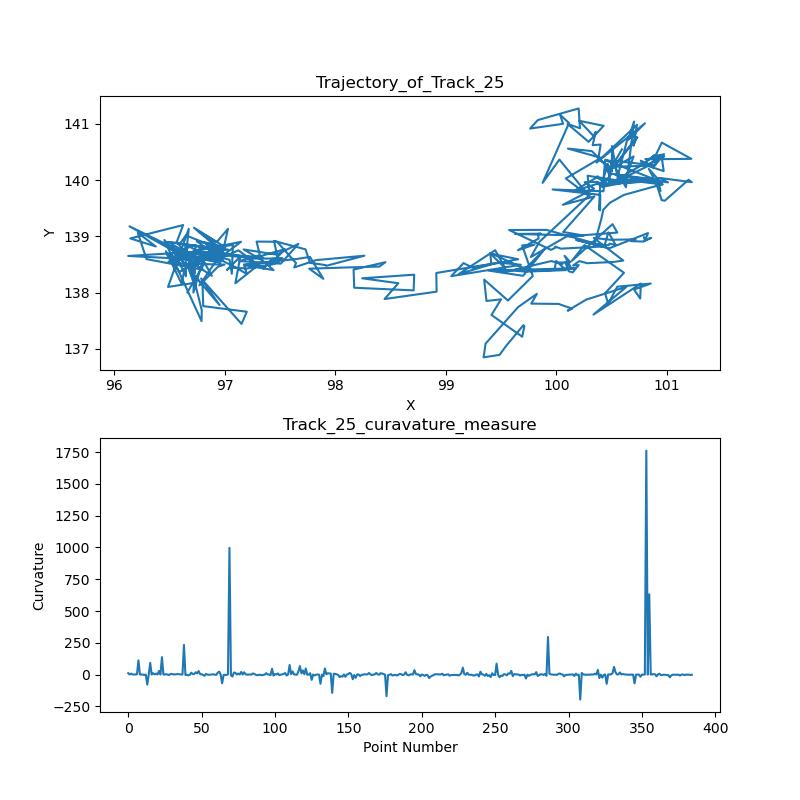 Trajectory_of_Track_25
141
140
139
138
137
Y
96 97 98 99 100 101
X
Track_25_curavature_measure
1750
1500
1250
1000
750
500
250
0
−250
Curvature
0 50 100 150 200 250 300 350 400
Point Number